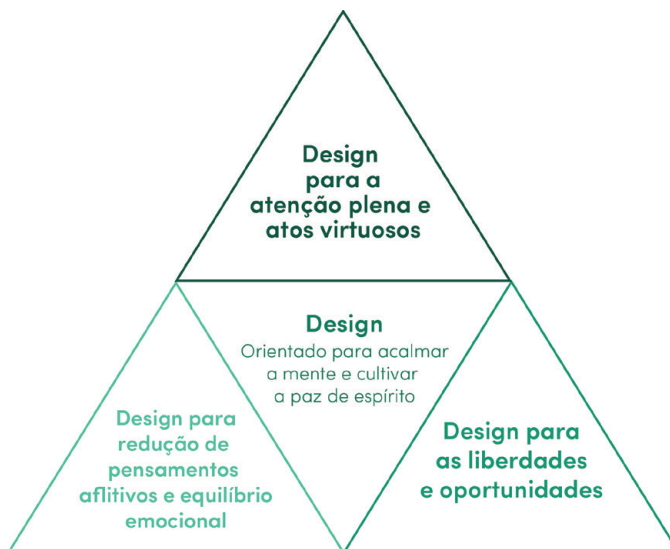 Design
para a
atenção plena e
atos virtuosos
Design
Orientado para acalmar
a mente e cultivar
a paz de espírito
Design para
redução de
pensamentos
aflitivos e equilíbrio
emocional
Design para
as liberdades
e oportunidades